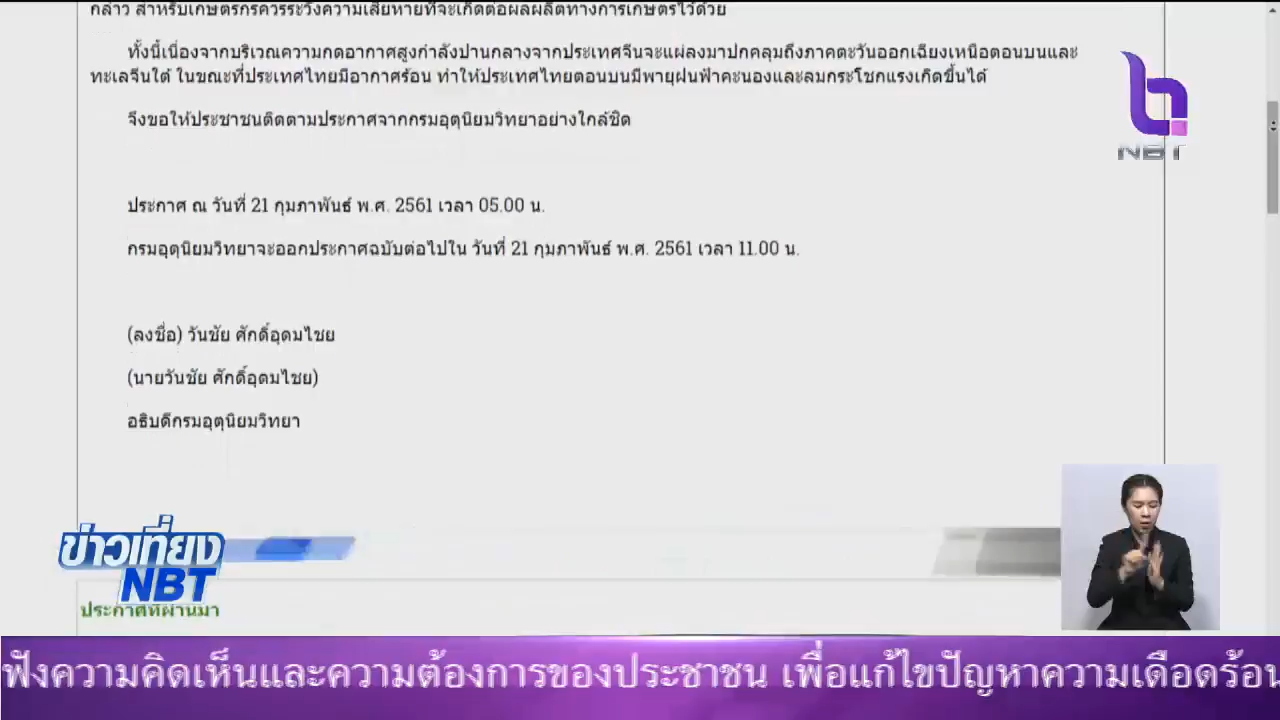 กล่าว สำหรับเกษตรกรควรระวังความเสียหายที่จะเกิดต่อผลผลิตทางการเกษตรไว้ด้วย
ทั้งนี้เนื่องจากบริเวณความกดอากาศสูงกำลังปานกลางจากประเทศจีนจะแผ่ลงมาปกคลุมถึงภาคตะวันออกเฉียงเหนือตอนบนและ
ทะเลจีนใต้ ในขณะที่ประเทศไทยมีอากาศร้อน ทำให้ประเทศไทยตอนบนมีพายุฝนฟ้าคะนองและลมกระโชกแรงเกิดขึ้นได้
จึงขอให้ประชาชนติดตามประกาศจากกรมอุตุนิยมวิทยาอย่างใกล้ชิด
NBT
ประกาศ ณ วันที่ 21 กุมภาพันธ์ พ.ศ. 2561 เวลา 05.00 น.
กรมอุตุนิยมวิทยาจะออกประกาศฉบับต่อไปใน วันที่ 21 กุมภาพันธ์ พ.ศ. 2561 เวลา 11.00 น.
(ลงชื่อ) วันชัย ศักดิ์อุดมไชย
(นายวันชัย ศักดิ์อุดมไชย)
อธิบดีกรมอุตุนิยมวิทยา
ข่าวเที่ยง
NBT
ประกาศที่ผ่านมา
ฟังความคิดเห็นและความต้องการของประชาชน เพื่อแก้ไขปัญหาความเดือดร้อน